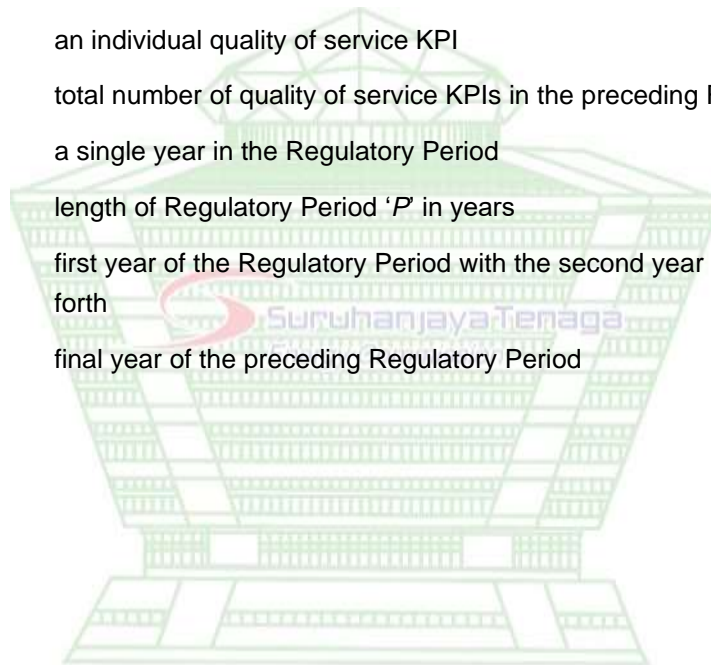 an individual quality of service KPI
total number of quality of service KPIs in the preceding
a single year in the Regulatory Period
length of Regulatory Period ‘P’ in years
first year of the Regulatory Period with the second year
forth
SuruhanjayaTenaga
final year of the preceding Regulatory Period